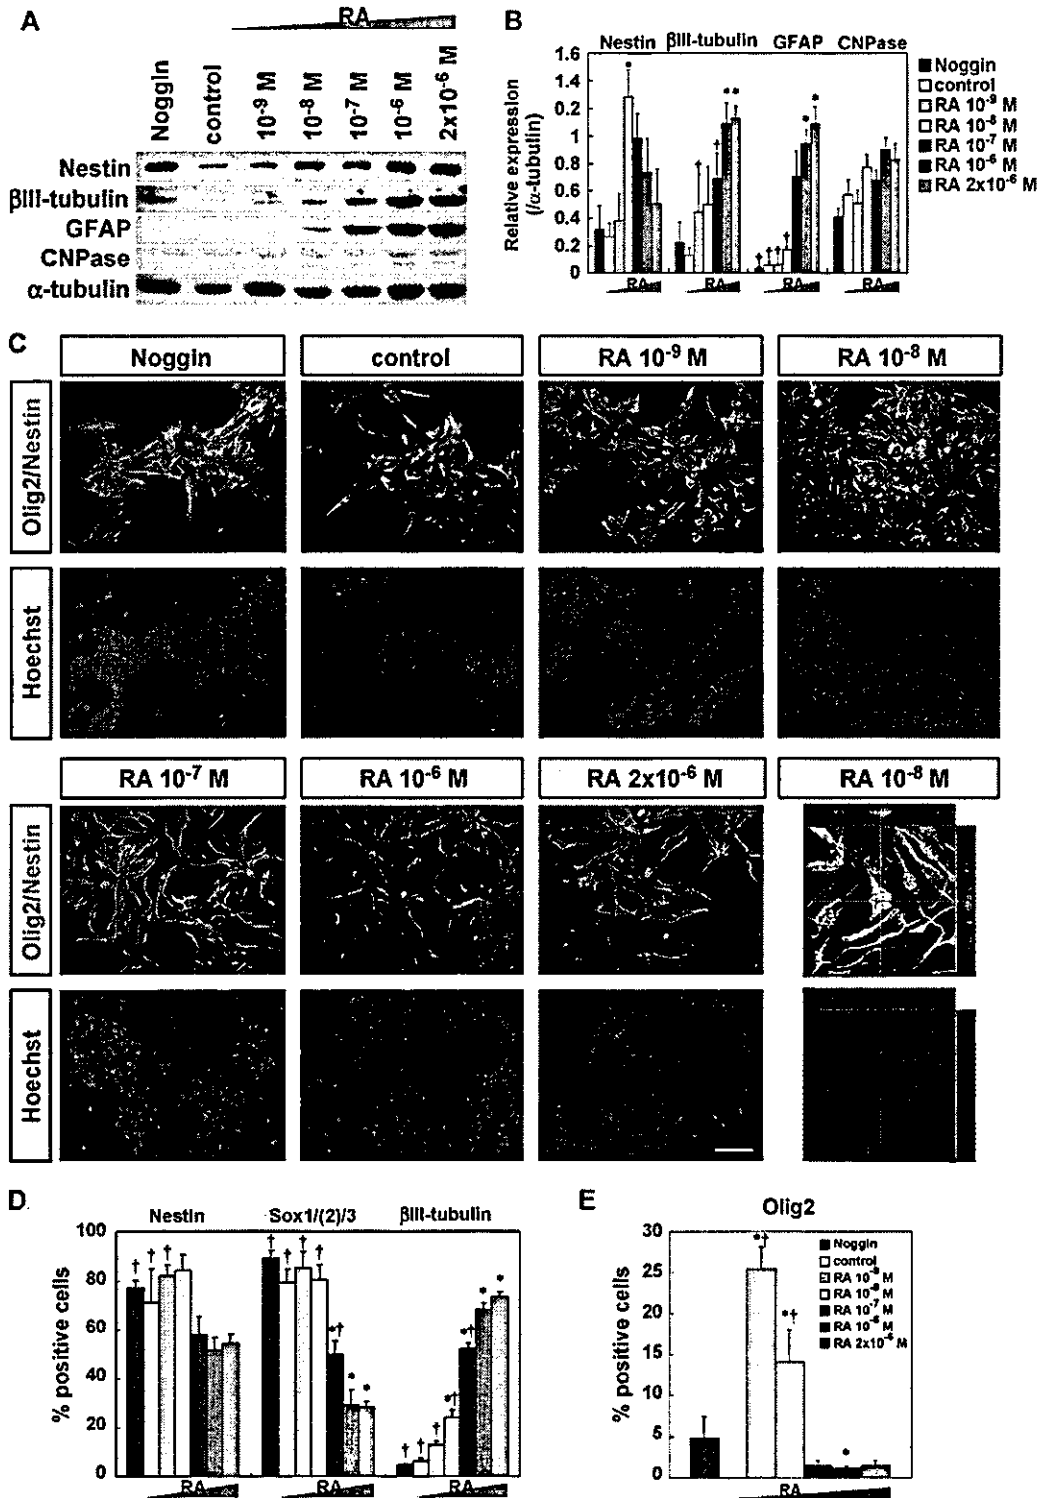 A
RA
Noggin
control
10⁻⁹ M
10⁻⁸ M
10⁻⁷ M
10⁻⁶ M
2x10⁻⁶ M
Nestin
βIII-tubulin
GFAP
CNPase
α-tubulin
B
Nestin βIII-tubulin GFAP CNPase
Relative expression
(/α-tubulin)
1.6
1.4
1.2
1
0.8
0.6
0.4
0.2
0
* † † * * † † † † * *
RA RA RA RA
Noggin
control
RA 10⁻⁹ M
RA 10⁻⁸ M
RA 10⁻⁷ M
RA 10⁻⁶ M
RA 2x10⁻⁶ M
C
Noggin control RA 10⁻⁹ M RA 10⁻⁸ M
Olig2/Nestin
Hoechst
RA 10⁻⁷ M RA 10⁻⁶ M RA 2x10⁻⁶ M RA 10⁻⁸ M
Olig2/Nestin
Hoechst
D
Nestin Sox1/(2)/3 βIII-tubulin
% positive cells
100
80
60
40
20
0
† † † † † † † *† * * † † † *† *† * *
RA RA RA
E
Olig2
% positive cells
30
25
20
15
10
5
0
*† *† *
RA
Noggin
control
RA 10⁻⁹ M
RA 10⁻⁸ M
RA 10⁻⁷ M
RA 10⁻⁶ M
RA 2x10⁻⁶ M